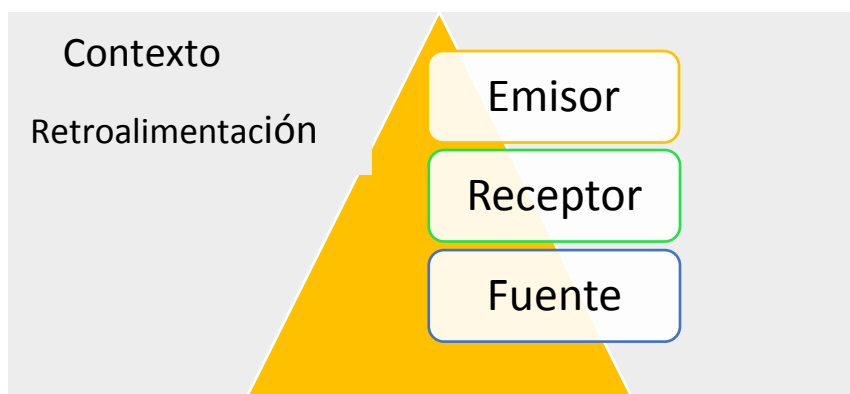 Contexto
Retroalimentación
Emisor
Receptor
Fuente